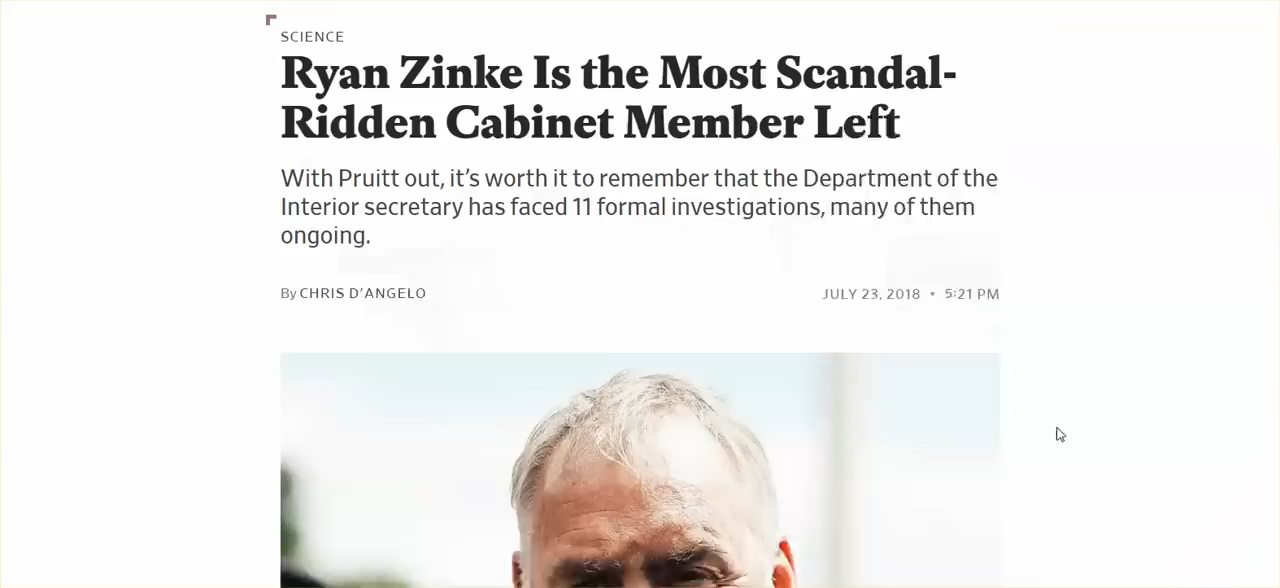 SCIENCE
Ryan Zinke Is the Most Scandal-
Ridden Cabinet Member Left
With Pruitt out, it’s worth it to remember that the Department of the
Interior secretary has faced 11 formal investigations, many of them
ongoing.
By CHRIS D’ANGELO
JULY 23, 2018 • 5:21 PM